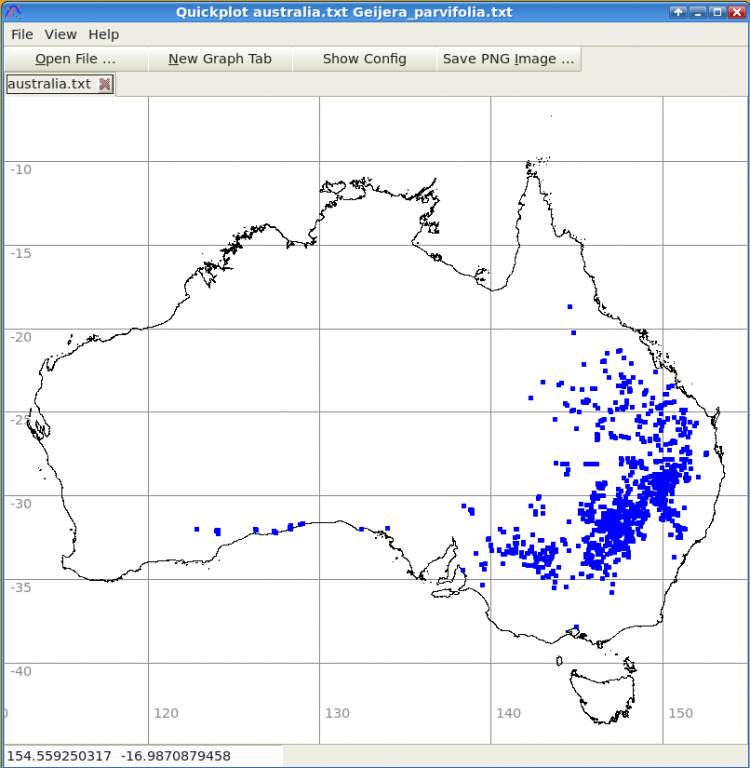 Quickplot australia.txt Geijera_parvifolia.txt
File View Help
Open File ... New Graph Tab Show Config Save PNG Image ...
australia.txt
-10
-15
-20
-25
-30
-35
-40
0 120 130 140 150
154.559250317 -16.9870879458